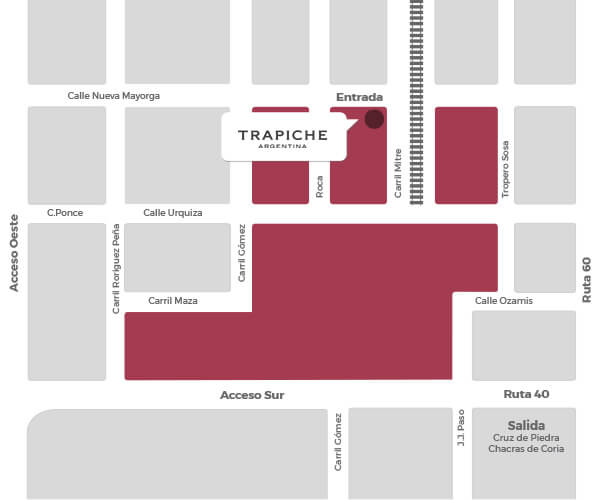 Calle Nueva Mayorga
Entrada
TRAPICHE
ARGENTINA
Roca
Carril Mitre
Tropero Sosa
C.Ponce
Calle Urquiza
Acceso Oeste
Carril Roriguez Peña
Carril Gómez
Ruta 60
Carril Maza
Calle Ozamis
Acceso Sur
Ruta 40
Carril Gómez
J.J. Paso
Salida
Cruz de Piedra
Chacras de Coria